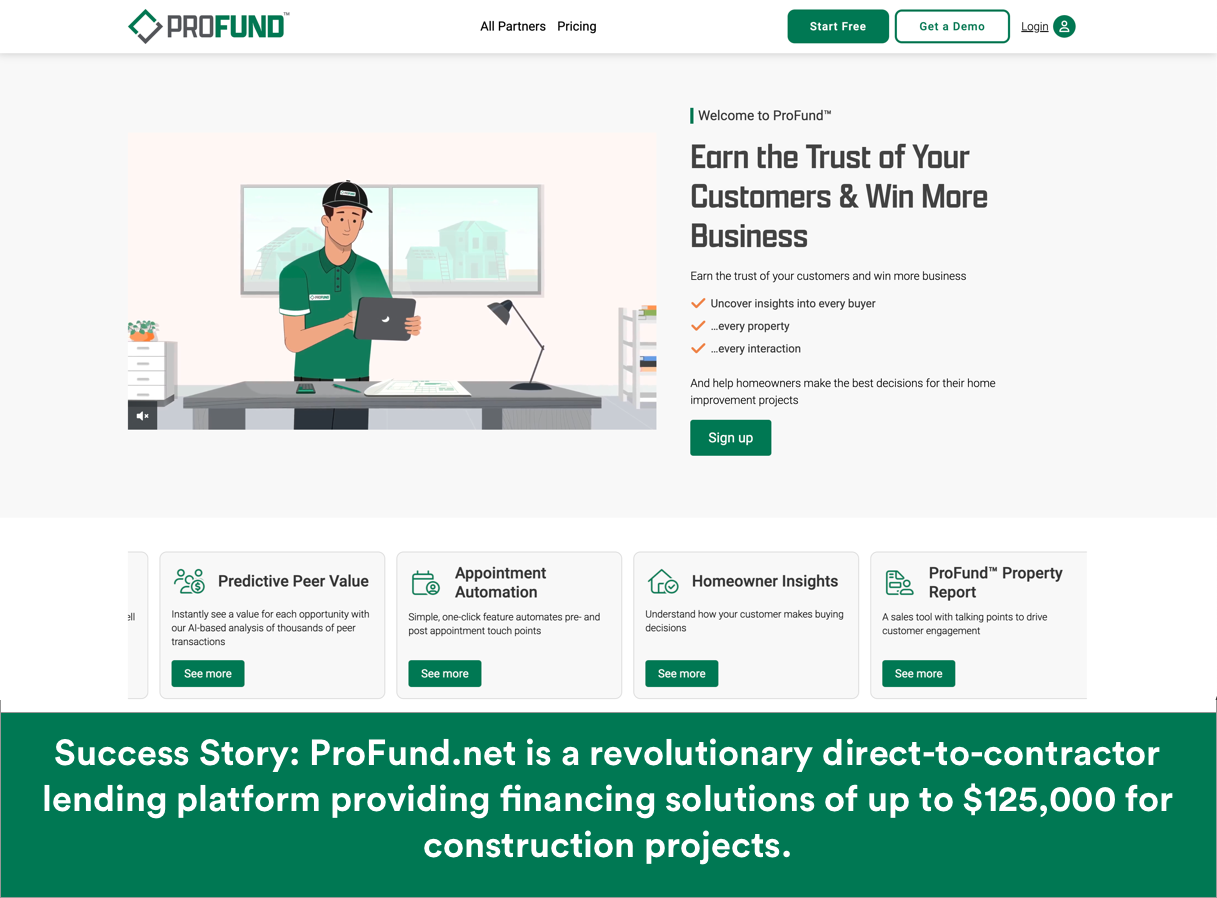 PROFUND™
All Partners
Pricing
Start Free
Get a Demo
Login
Welcome to ProFund™
Earn the Trust of Your
Customers & Win More
Business
Earn the trust of your customers and win more business
Uncover insights into every buyer
...every property
...every interaction
And help homeowners make the best decisions for their home
improvement projects
Sign up
PROFUND
ell
Predictive Peer Value
Instantly see a value for each opportunity with
our AI-based analysis of thousands of peer
transactions
See more
Appointment
Automation
Simple, one-click feature automates pre- and
post appointment touch points
See more
Homeowner Insights
Understand how your customer makes buying
decisions
See more
ProFund™ Property
Report
A sales tool with talking points to drive
customer engagement
See more
Success Story: ProFund.net is a revolutionary direct-to-contractor
lending platform providing financing solutions of up to $125,000 for
construction projects.